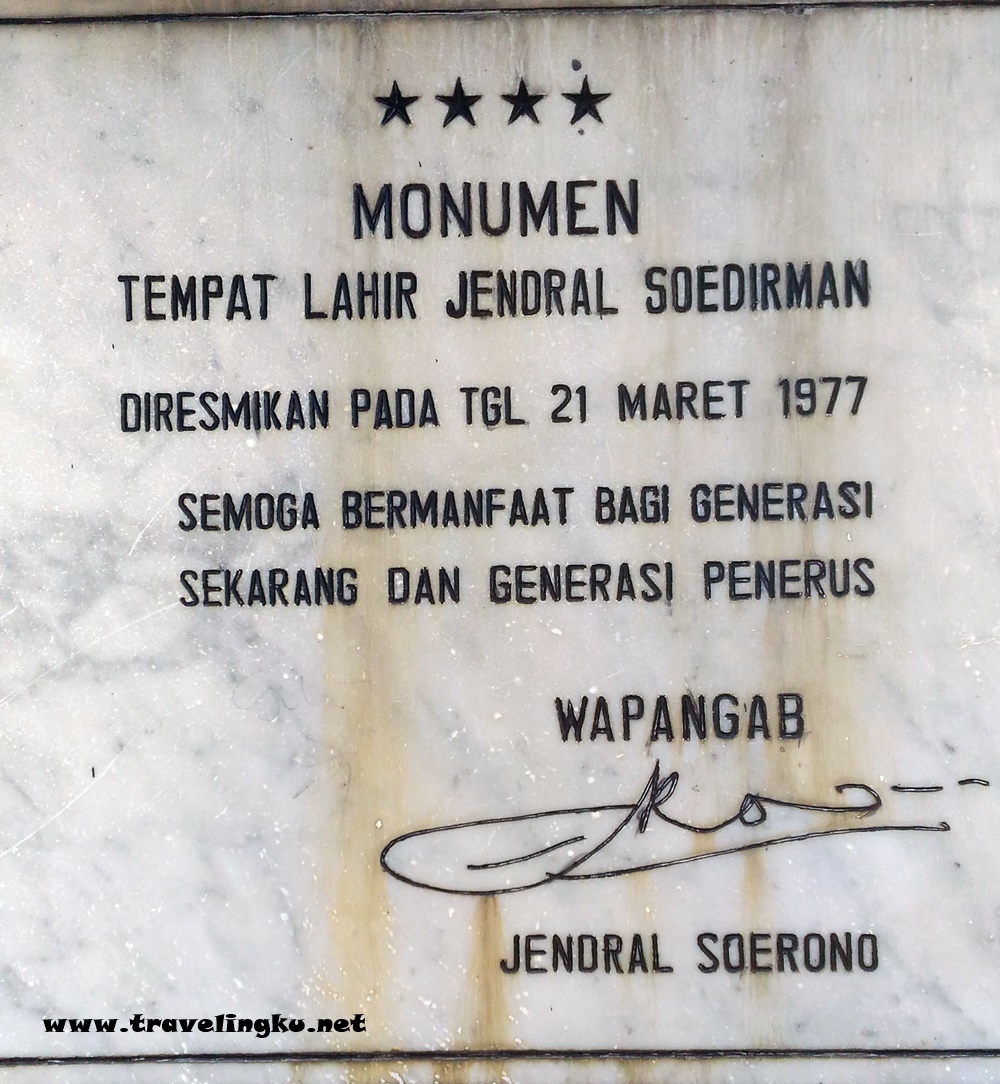 MONUMEN
TEMPAT LAHIR JENDRAL SOEDIRMAN
DIRESMIKAN PADA TGL 21 MARET 1977
SEMOGA BERMANFAAT BAGI GENERASI
SEKARANG DAN GENERASI PENERUS
WAPANGAB
JENDRAL SOERONO
www.travelingku.net